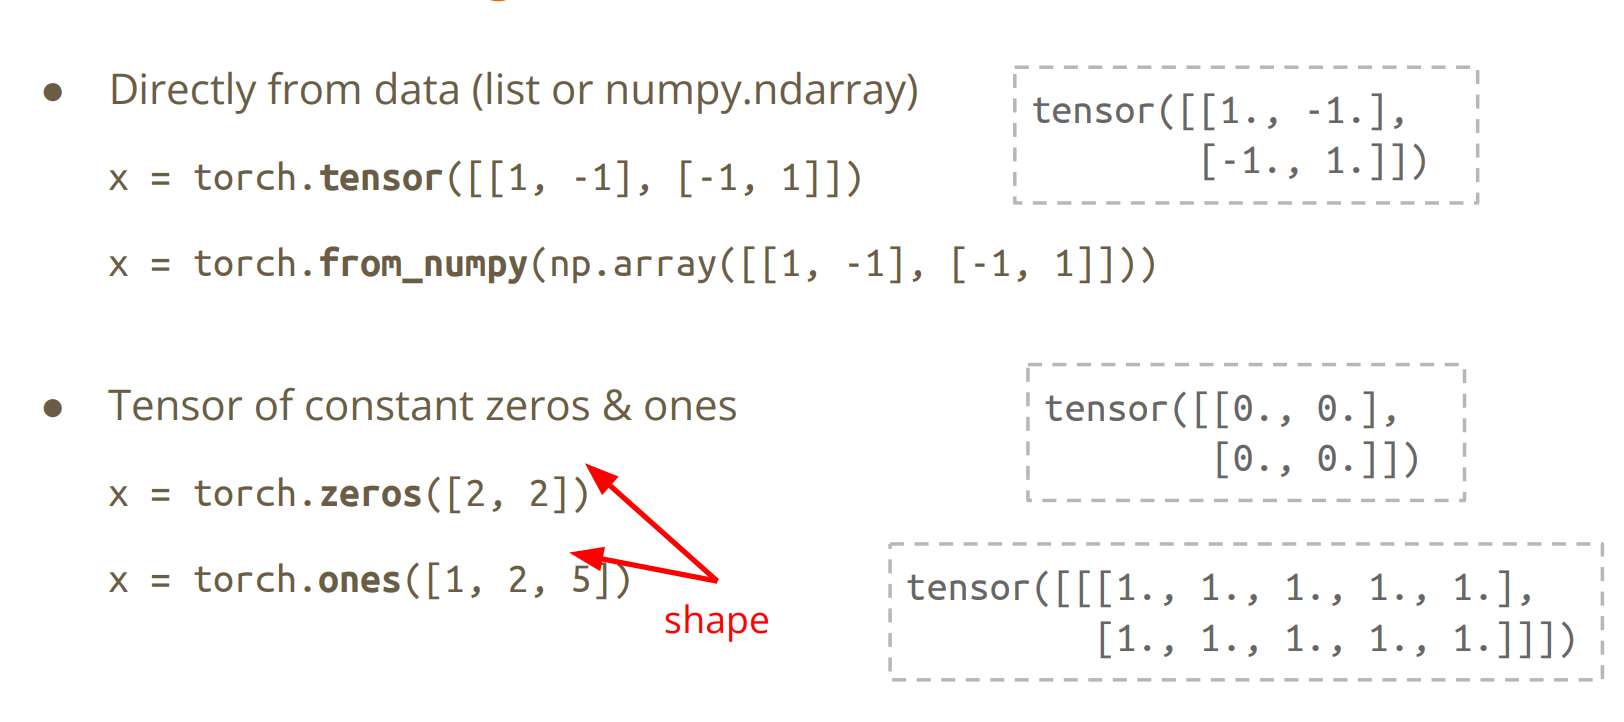 ● Directly from data (list or numpy.ndarray)
tensor([[1., -1.],
[-1., 1.]])
x = torch.tensor([[1, -1], [-1, 1]])
x = torch.from_numpy(np.array([[1, -1], [-1, 1]]))
● Tensor of constant zeros & ones
tensor([[0., 0.],
[0., 0.]])
x = torch.zeros([2, 2])
x = torch.ones([1, 2, 5])
shape
tensor([[[1., 1., 1., 1., 1.],
[1., 1., 1., 1., 1.]]])